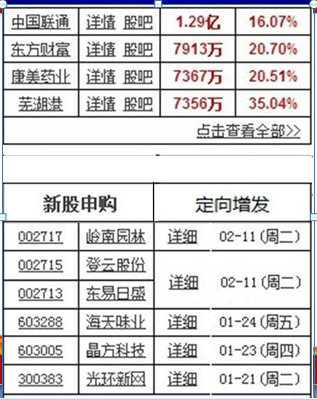 中国联通 详情 股吧 1.29亿 16.07%
东方财富 详情 股吧 7913万 20.70%
康美药业 详情 股吧 7367万 20.51%
芜湖港 详情 股吧 7356万 35.04%
点击查看全部>>
新股申购 定向增发
002717 岭南园林 详细 02-11(周二)
002715 登云股份
详细 02-11(周二)
002713 东易日盛
603288 海天味业 详细 01-24(周五)
603005 晶方科技 详细 01-23(周四)
300383 光环新网 详细 01-21(周二)